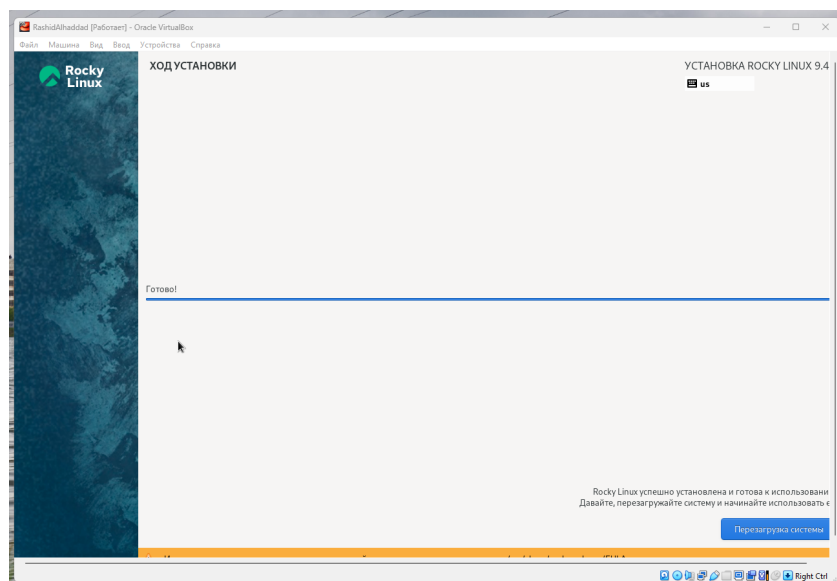 RashidAlhaddad [Работает] - Oracle VirtualBox
Файл Машина Вид Ввод Устройства Справка
Rocky
Linux
ХОД УСТАНОВКИ
УСТАНОВКА ROCKY LINUX 9.4
us
Готово!
Rocky Linux успешно установлена и готова к использовани
Давайте, перезагружайте систему и начинайте использовать
Перезагрузка системы
Right Ctrl